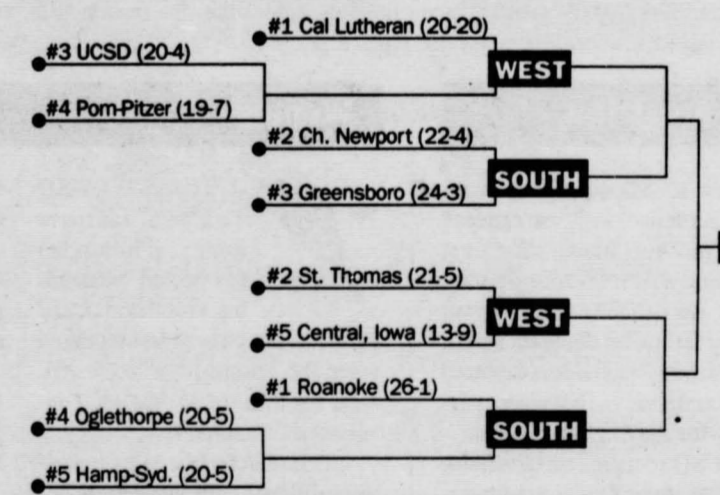 #1 Cal Lutheran (20-20)
#3 UCSD (20-4)
WEST
#4 Pom-Pitzer (19-7)
#2 Ch. Newport (22-4)
SOUTH
#3 Greensboro (24-3)
#2 St. Thomas (21-5)
WEST
#5 Central, Iowa (13-9)
#1 Roanoke (26-1)
#4 Oglethorpe (20-5)
SOUTH
#5 Hamp-Syd. (20-5)